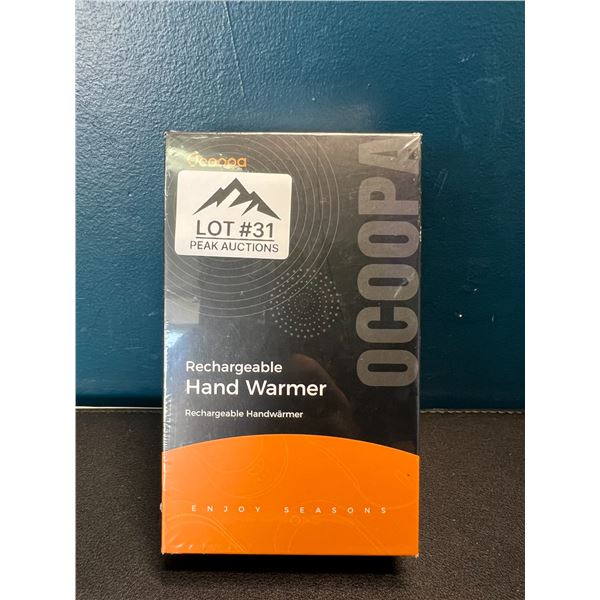 Ocoopa
LOT #31
PEAK AUCTIONS
OCOOPA
Rechargeable
Hand Warmer
Rechargeable Handwärmer
ENJOY SEASONS